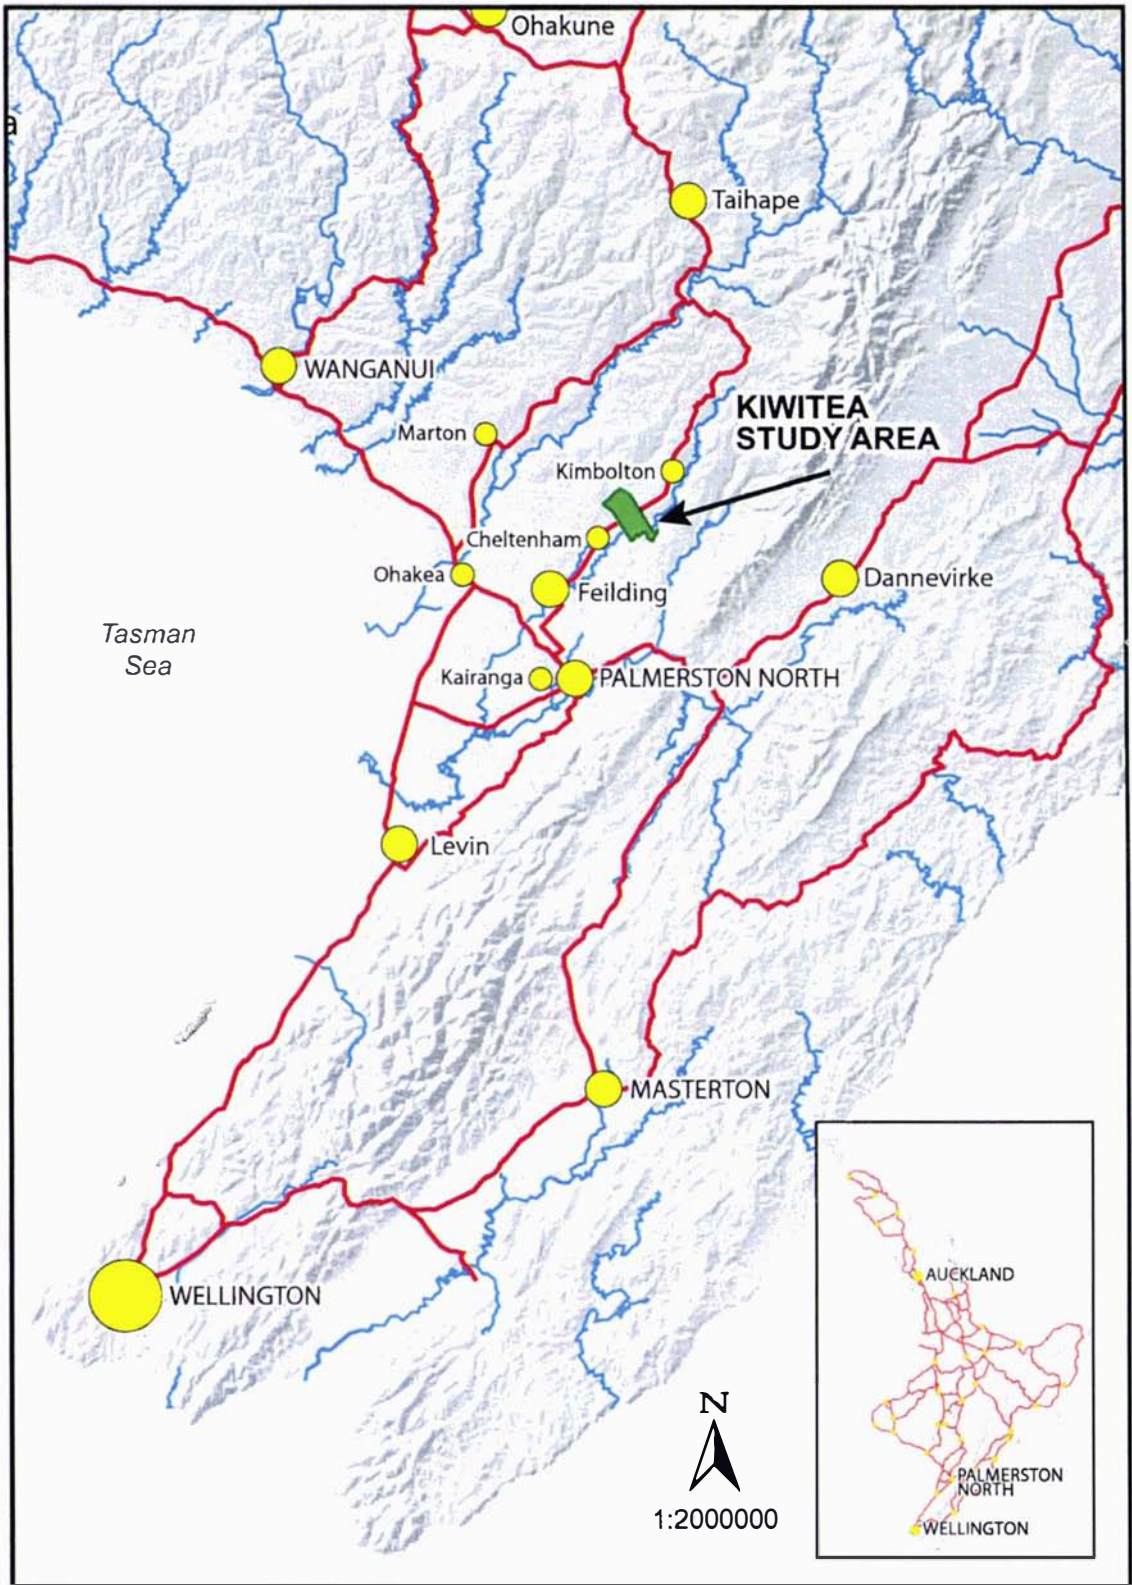 Ohakune
a
Taihape
WANGANUI
KIWITEA
STUDY AREA
Marton
Kimbolton
Cheltenham
Ohakea
Feilding
Dannevirke
Tasman
Sea
Kairanga
PALMERSTON NORTH
Levin
MASTERTON
WELLINGTON
AUCKLAND
PALMERSTON
NORTH
WELLINGTON
N
1:2000000